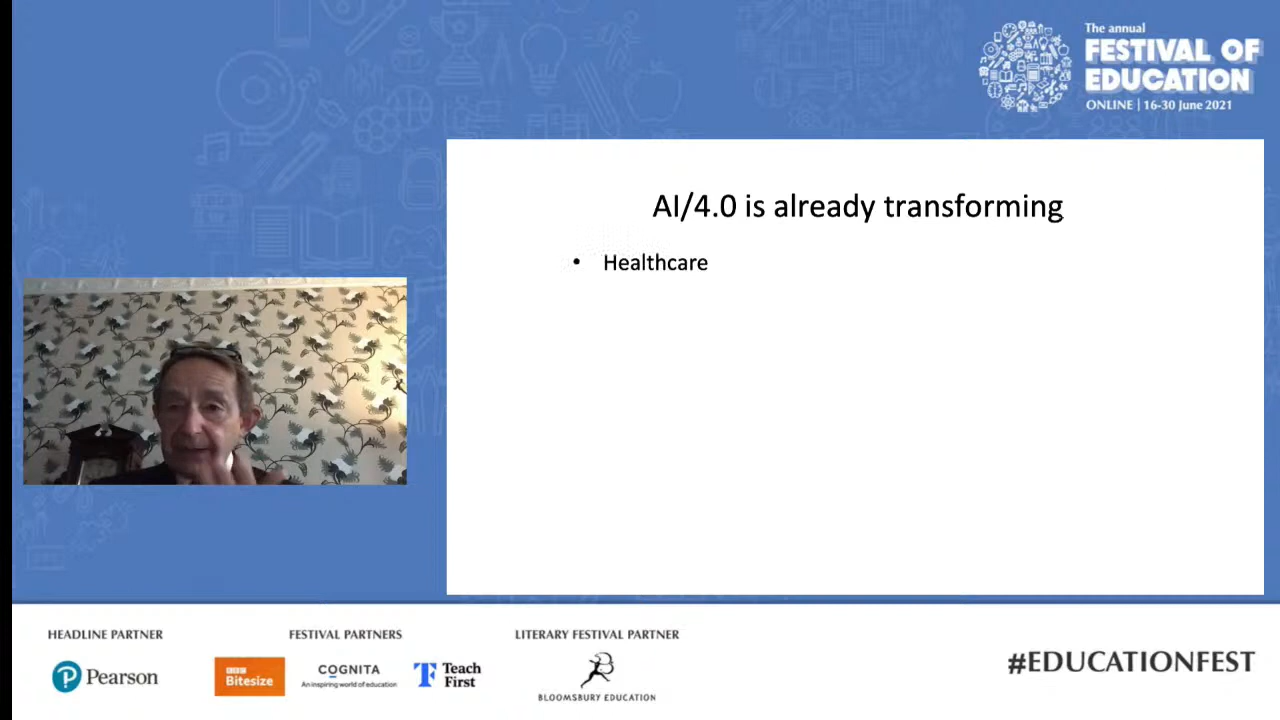 The annual
FESTIVAL OF
EDUCATION
ONLINE | 16-30 June 2021
AI/4.0 is already transforming
• Healthcare
HEADLINE PARTNER
FESTIVAL PARTNERS
LITERARY FESTIVAL PARTNER
Pearson
BBC
Bitesize
COGNITA
An inspiring world of education
Teach
First
BLOOMSBURY EDUCATION
#EDUCATIONFEST